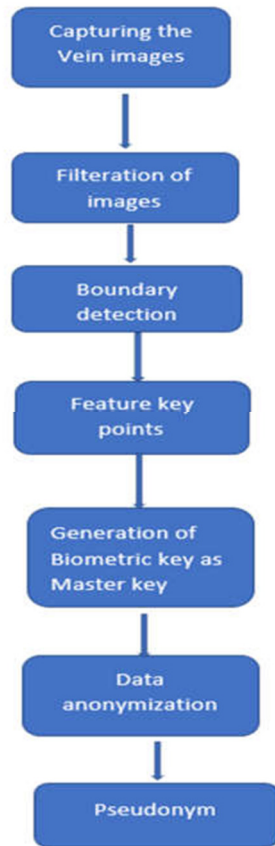 Capturing the
Vein images
Filteration of
images
Boundary
detection
Feature key
points
Generation of
Biometric key as
Master key
Data
anonymization
Pseudonym